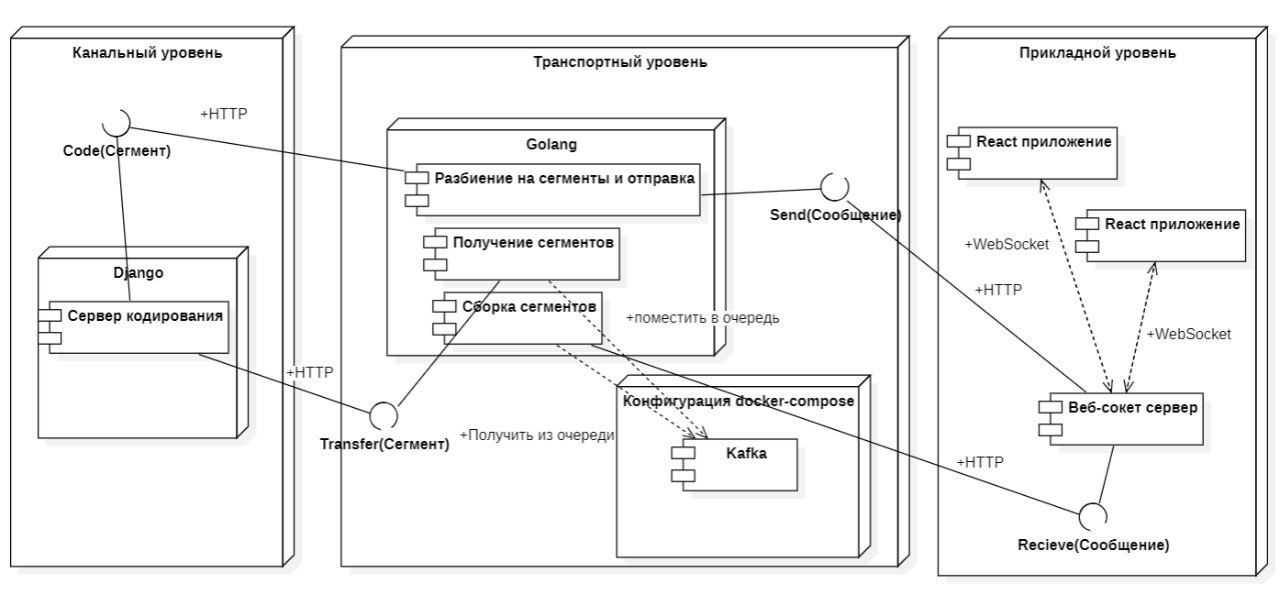 Канальный уровень
+HTTP
Code(Сегмент)
Django
Сервер кодирования
+HTTP
Transfer(Сегмент)
Транспортный уровень
Golang
Разбиение на сегменты и отправка
Получение сегментов
Сборка сегментов
+поместить в очередь
+Получить из очереди
Конфигурация docker-compose
Kafka
Send(Сообщение)
Прикладной уровень
React приложение
React приложение
+WebSocket
+HTTP
+WebSocket
Веб-сокет сервер
+HTTP
Recieve(Сообщение)